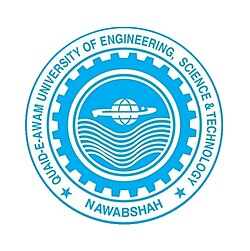 QUAID-E-AWAM UNIVERSITY OF ENGINEERING, SCIENCE & TECHNOLOGY
NAWABSHAH